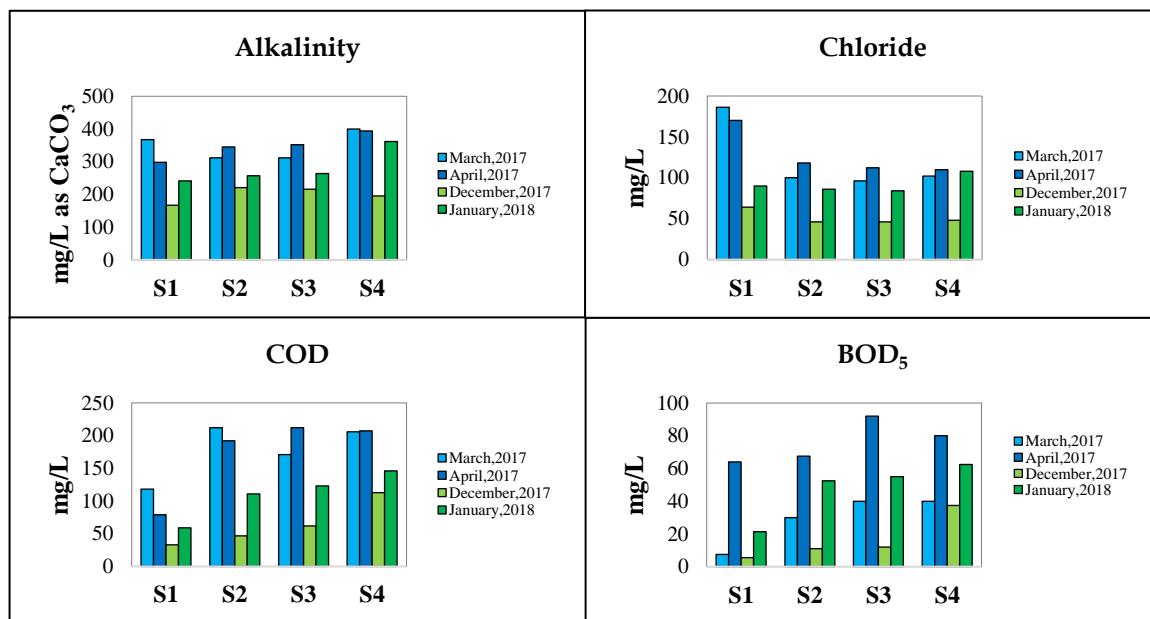 Alkalinity
mg/L as CaCO₃
500
400
300
200
100
0
S1 S2 S3 S4
March,2017
April,2017
December,2017
January,2018
Chloride
mg/L
200
150
100
50
0
S1 S2 S3 S4
March,2017
April,2017
December,2017
January,2018
COD
mg/L
250
200
150
100
50
0
S1 S2 S3 S4
March,2017
April,2017
December,2017
January,2018
BOD₅
mg/L
100
80
60
40
20
0
S1 S2 S3 S4
March,2017
April,2017
December,2017
January,2018